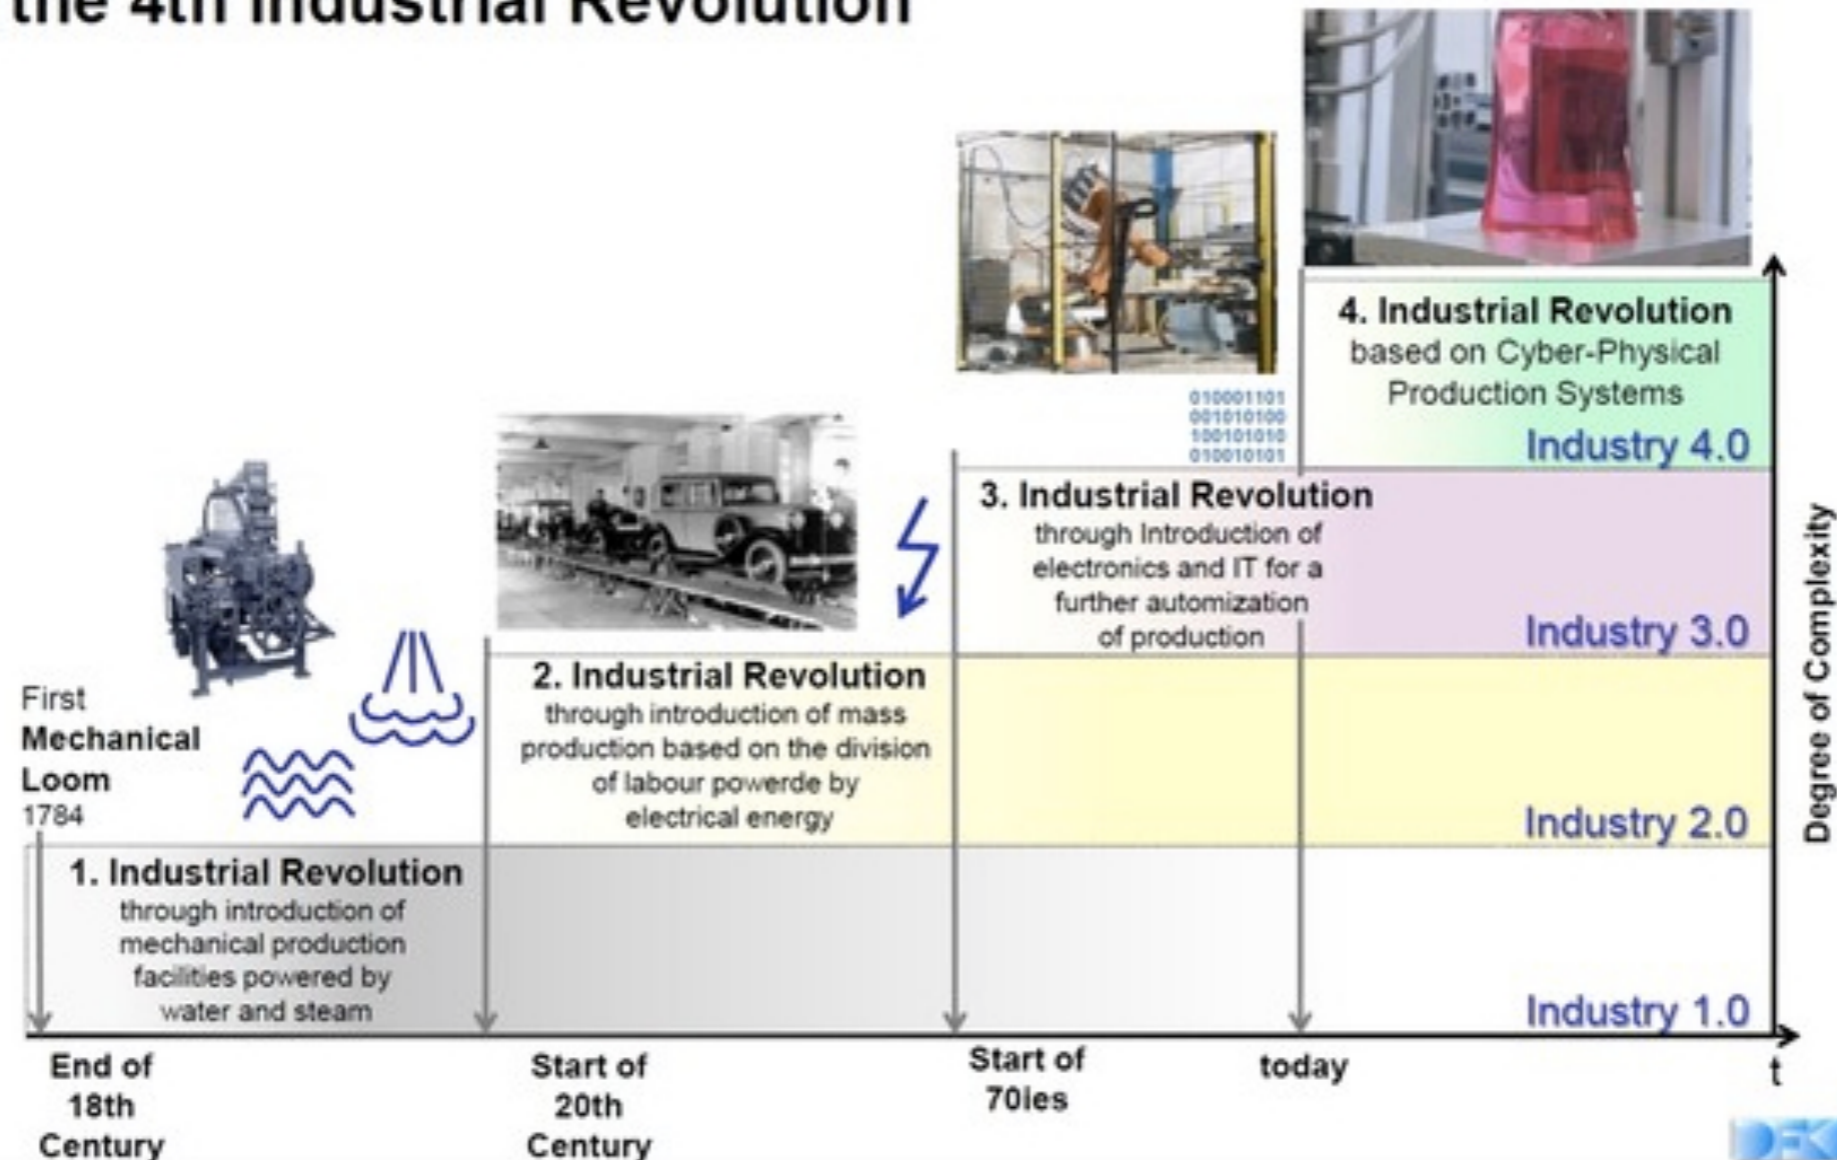 the 4th Industrial Revolution
010001101
001010100
100101010
010010101
4. Industrial Revolution
based on Cyber-Physical
Production Systems
Industry 4.0
3. Industrial Revolution
through Introduction of
electronics and IT for a
further automization
of production
Industry 3.0
2. Industrial Revolution
through introduction of mass
production based on the division
of labour powerde by
electrical energy
Industry 2.0
First
Mechanical
Loom
1784
1. Industrial Revolution
through introduction of
mechanical production
facilities powered by
water and steam
Industry 1.0
Degree of Complexity
End of
18th
Century
Start of
20th
Century
Start of
70ies
today
t